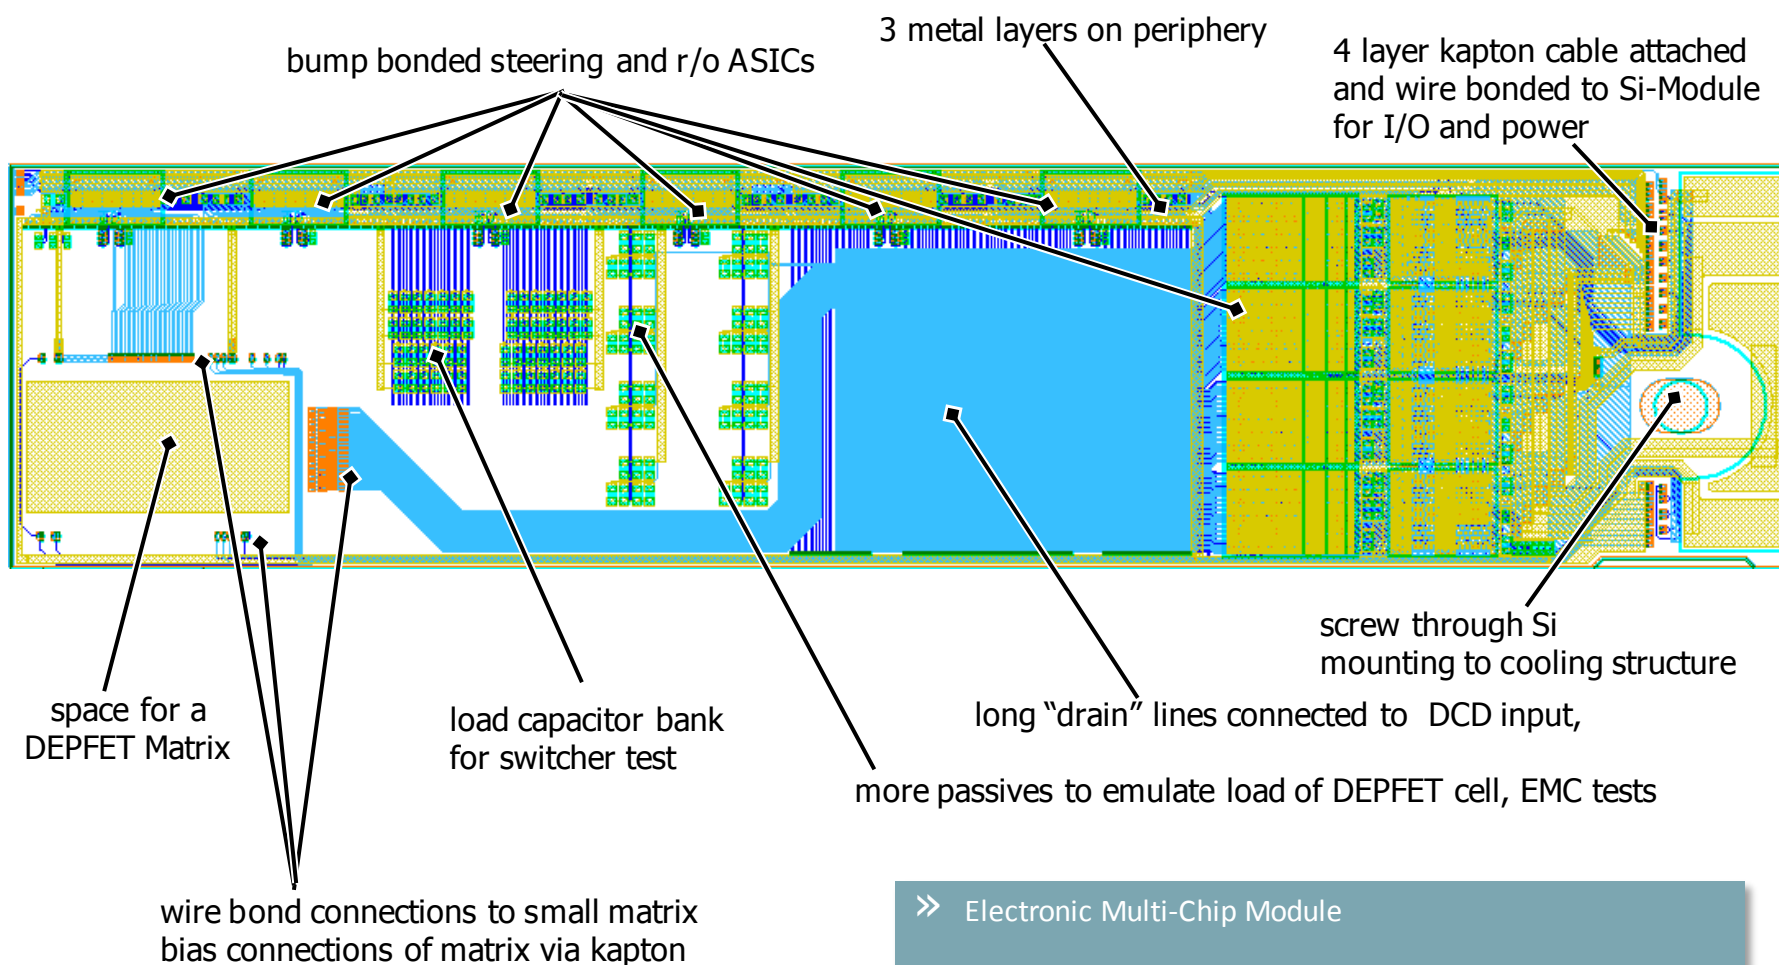 3 metal layers on periphery
bump bonded steering and r/o ASICs
4 layer kapton cable attached
and wire bonded to Si-Module
for I/O and power
screw through Si
mounting to cooling structure
space for a
DEPFET Matrix
load capacitor bank
for switcher test
long “drain” lines connected to DCD input,
more passives to emulate load of DEPFET cell, EMC tests
wire bond connections to small matrix
bias connections of matrix via kapton
» Electronic Multi-Chip Module